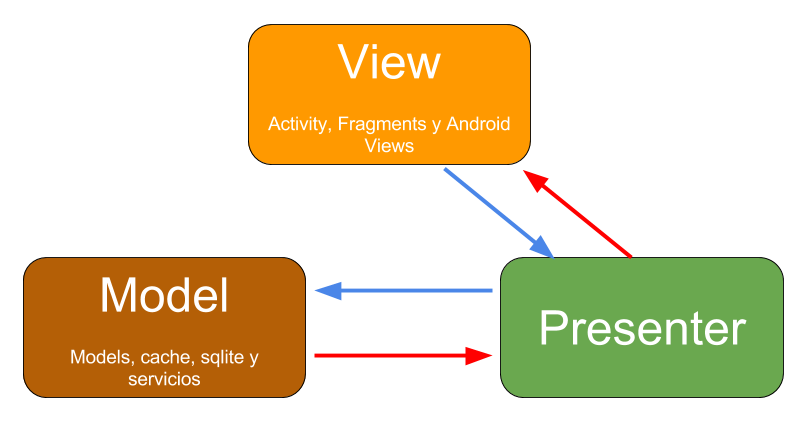 View
Activity, Fragments y Android
Views
Model
Models, cache, sqlite y
servicios
Presenter